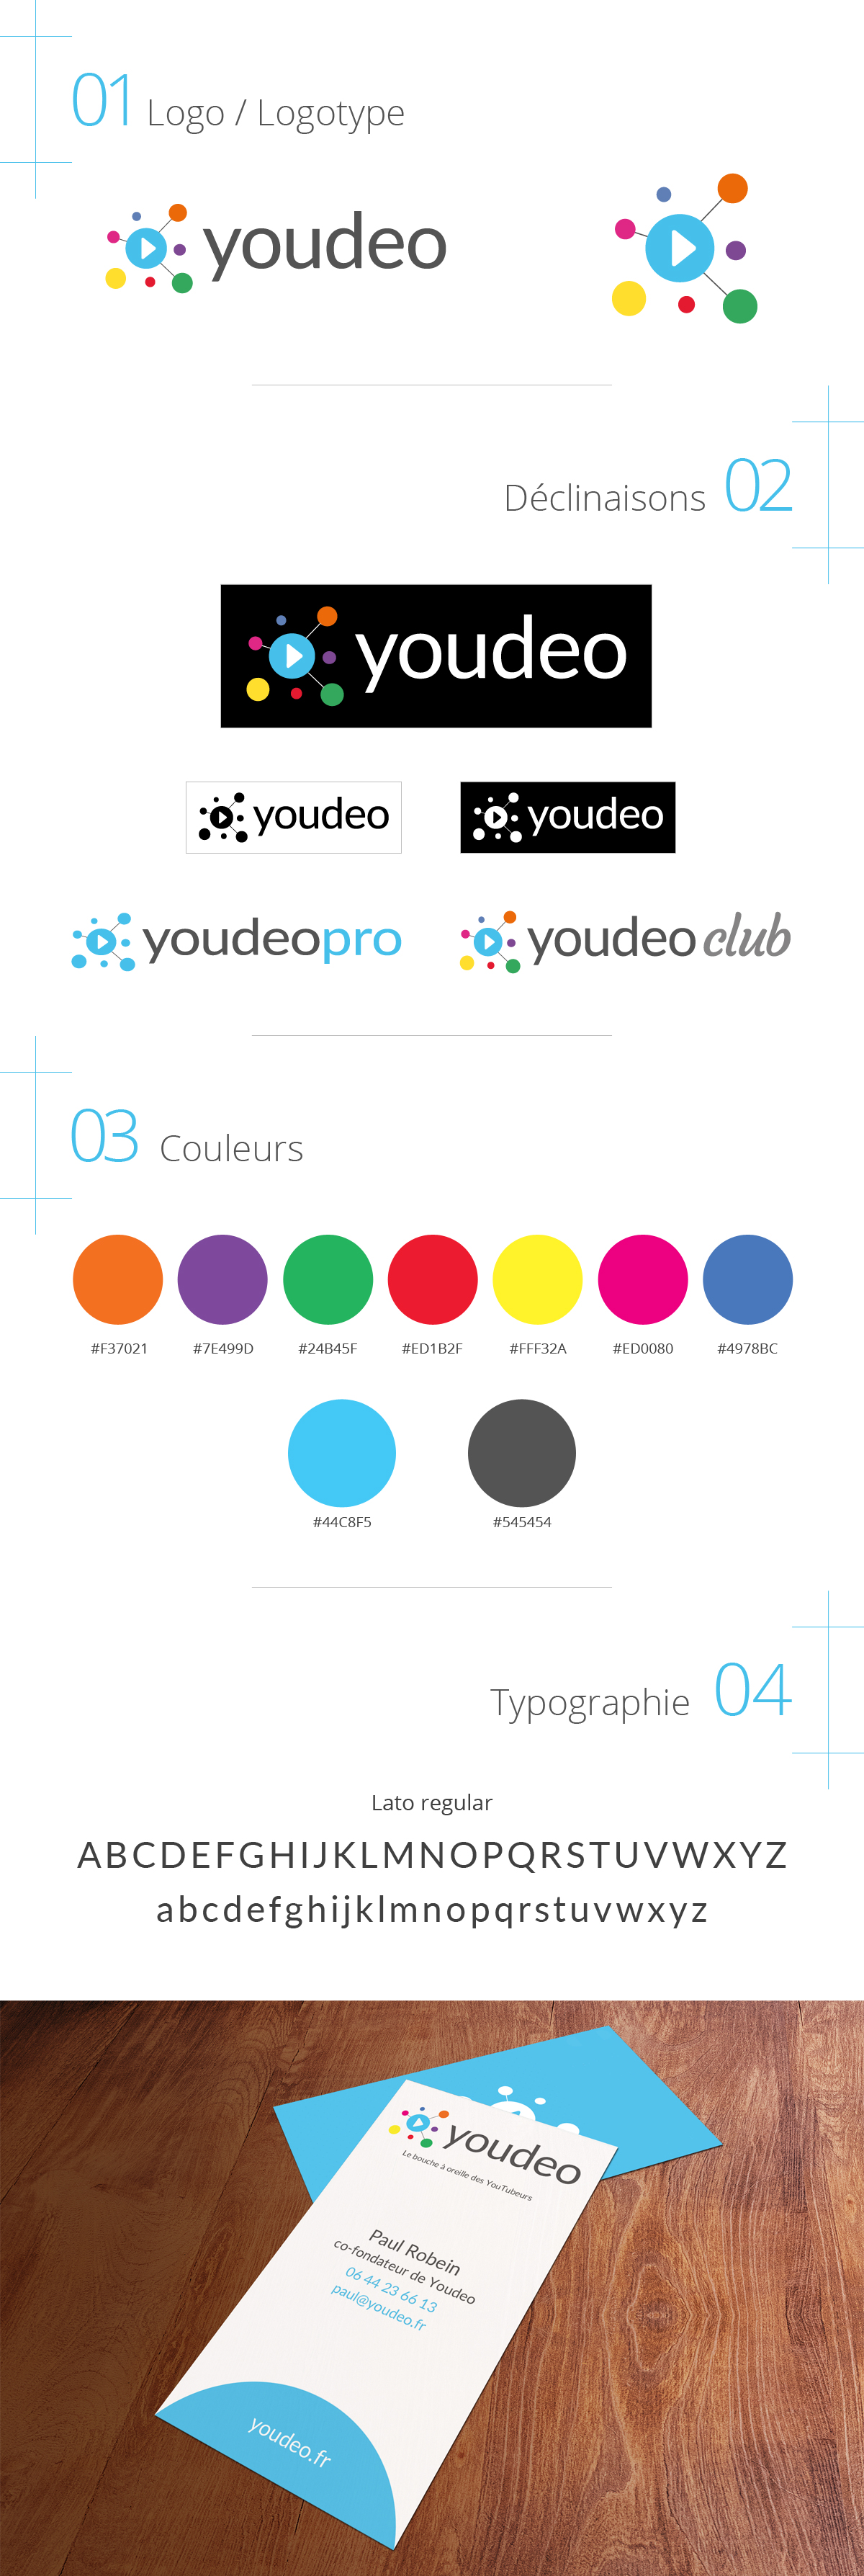 01 Logo / Logotype
youdeo
Déclinaisons 02
youdeo
youdeo
youdeo
youdeopro
youdeo club
03 Couleurs
#F37021 #7E499D #24B45F #ED1B2F #FFF32A #ED0080 #4978BC
#44C8F5 #545454
Typographie 04
Lato regular
ABCDEFGHIJKLMNOPQRSTUVWXYZ
abcdefghijklmnopqrstuvwxyz
youdeo
Le bouche à oreille des YouTubeurs
Paul Robein
co-fondateur de Youdeo
06 44 23 66 13
paul@youdeo.fr
youdeo.fr